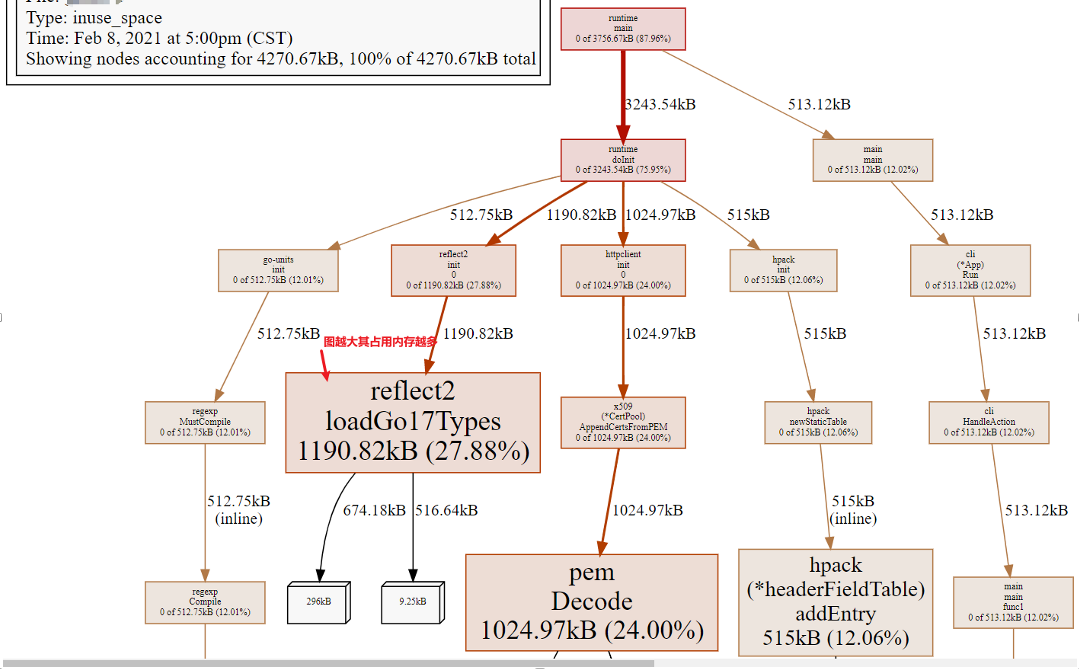 Type: inuse_space
Time: Feb 8, 2021 at 5:00pm (CST)
Showing nodes accounting for 4270.67kB, 100% of 4270.67kB total
runtime
main
0 of 3756.67kB (87.96%)
3243.54kB
513.12kB
runtime
doInit
0 of 3243.54kB (75.95%)
main
main
0 of 513.12kB (12.02%)
512.75kB
1190.82kB
1024.97kB
515kB
513.12kB
go-units
init
0 of 512.75kB (12.01%)
reflect2
init
0
0 of 1190.82kB (27.88%)
httpclient
init
0
0 of 1024.97kB (24.00%)
hpack
init
0 of 515kB (12.06%)
cli
(*App)
Run
0 of 513.12kB (12.02%)
512.75kB
图越大其占用内存越多
1190.82kB
1024.97kB
515kB
513.12kB
regexp
MustCompile
0 of 512.75kB (12.01%)
reflect2
loadGo17Types
1190.82kB (27.88%)
x509
(*CertPool)
AppendCertsFromPEM
0 of 1024.97kB (24.00%)
hpack
newStaticTable
0 of 515kB (12.06%)
cli
HandleAction
0 of 513.12kB (12.02%)
512.75kB
(inline)
674.18kB
516.64kB
1024.97kB
515kB
(inline)
513.12kB
regexp
Compile
0 of 512.75kB (12.01%)
296kB
9.25kB
pem
Decode
1024.97kB (24.00%)
hpack
(*headerFieldTable)
addEntry
515kB (12.06%)
main
main
func1
0 of 513.12kB (12.02%)